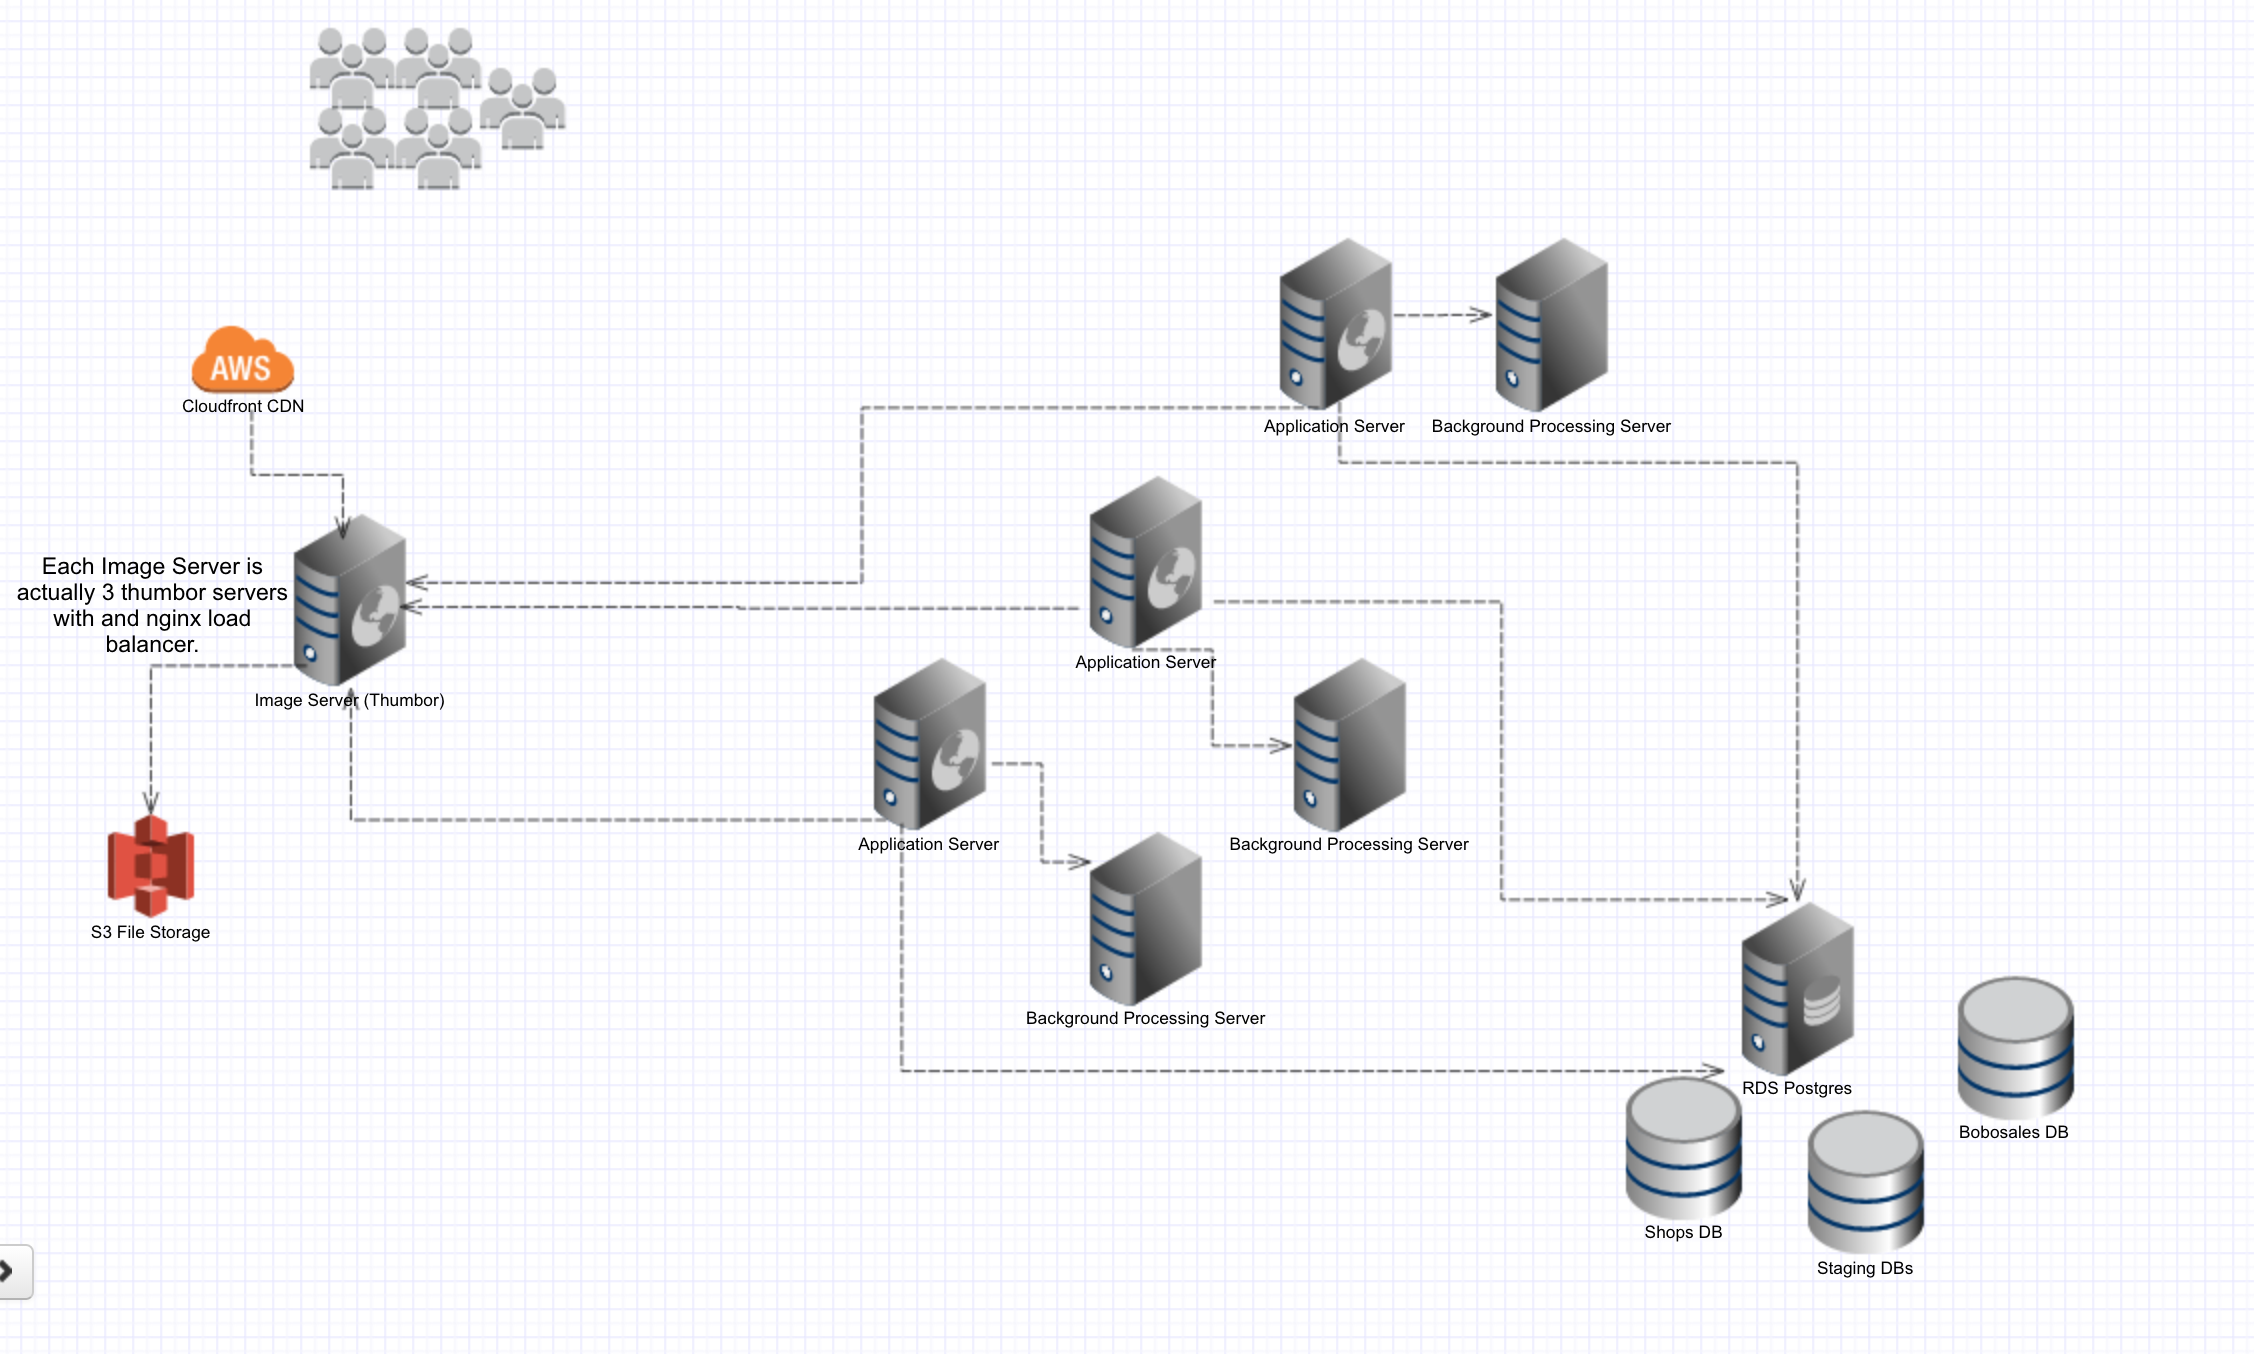 AWS
Cloudfront CDN
Application Server
Background Processing Server
Each Image Server is
actually 3 thumbor servers
with and nginx load
balancer.
Image Server (Thumbor)
Application Server
Application Server
Background Processing Server
S3 File Storage
Background Processing Server
RDS Postgres
Bobosales DB
Shops DB
Staging DBs